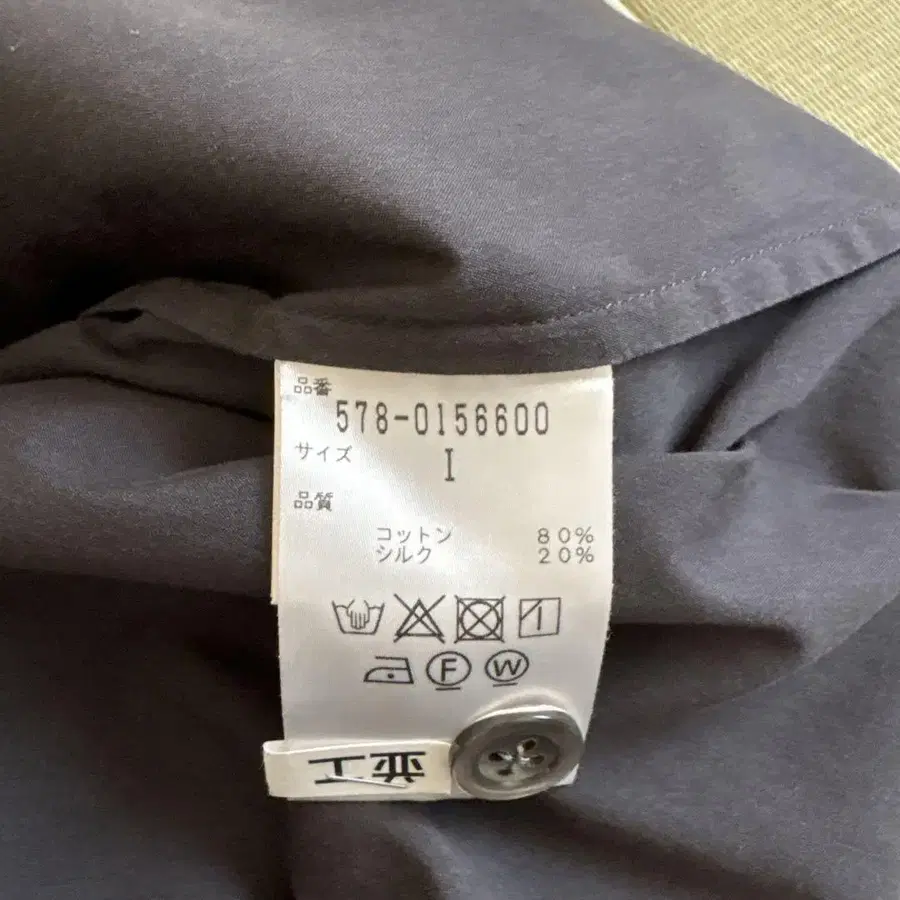 品番
578-0156600
サイズ I
品質
コットン 80%
シルク 20%
F W